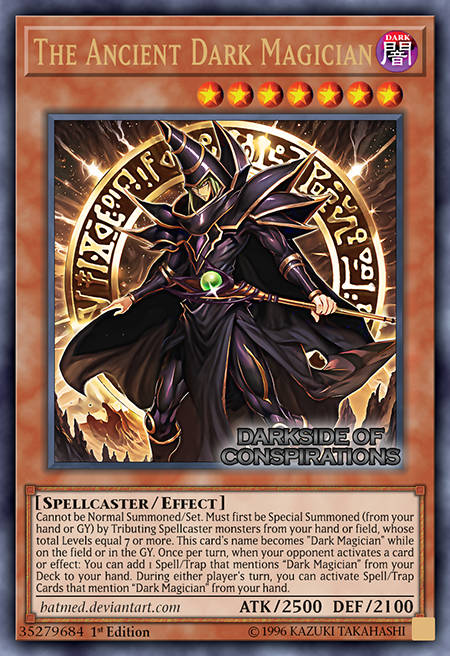 The Ancient Dark Magician
DARK
闇
DARKSIDE OF
CONSPIRATIONS
[Spellcaster / Effect]
Cannot be Normal Summoned/Set. Must first be Special Summoned (from your
hand or GY) by Tributing Spellcaster monsters from your hand or field, whose
total Levels equal 7 or more. This card's name becomes "Dark Magician" while
on the field or in the GY. Once per turn, when your opponent activates a card
or effect: You can add 1 Spell/Trap that mentions "Dark Magician" from your
Deck to your hand. During either player's turn, you can activate Spell/Trap
Cards that mention "Dark Magician" from your hand.
batmed.deviantart.com ATK/2500 DEF/2100
35279684 1st Edition ©1996 KAZUKI TAKAHASHI